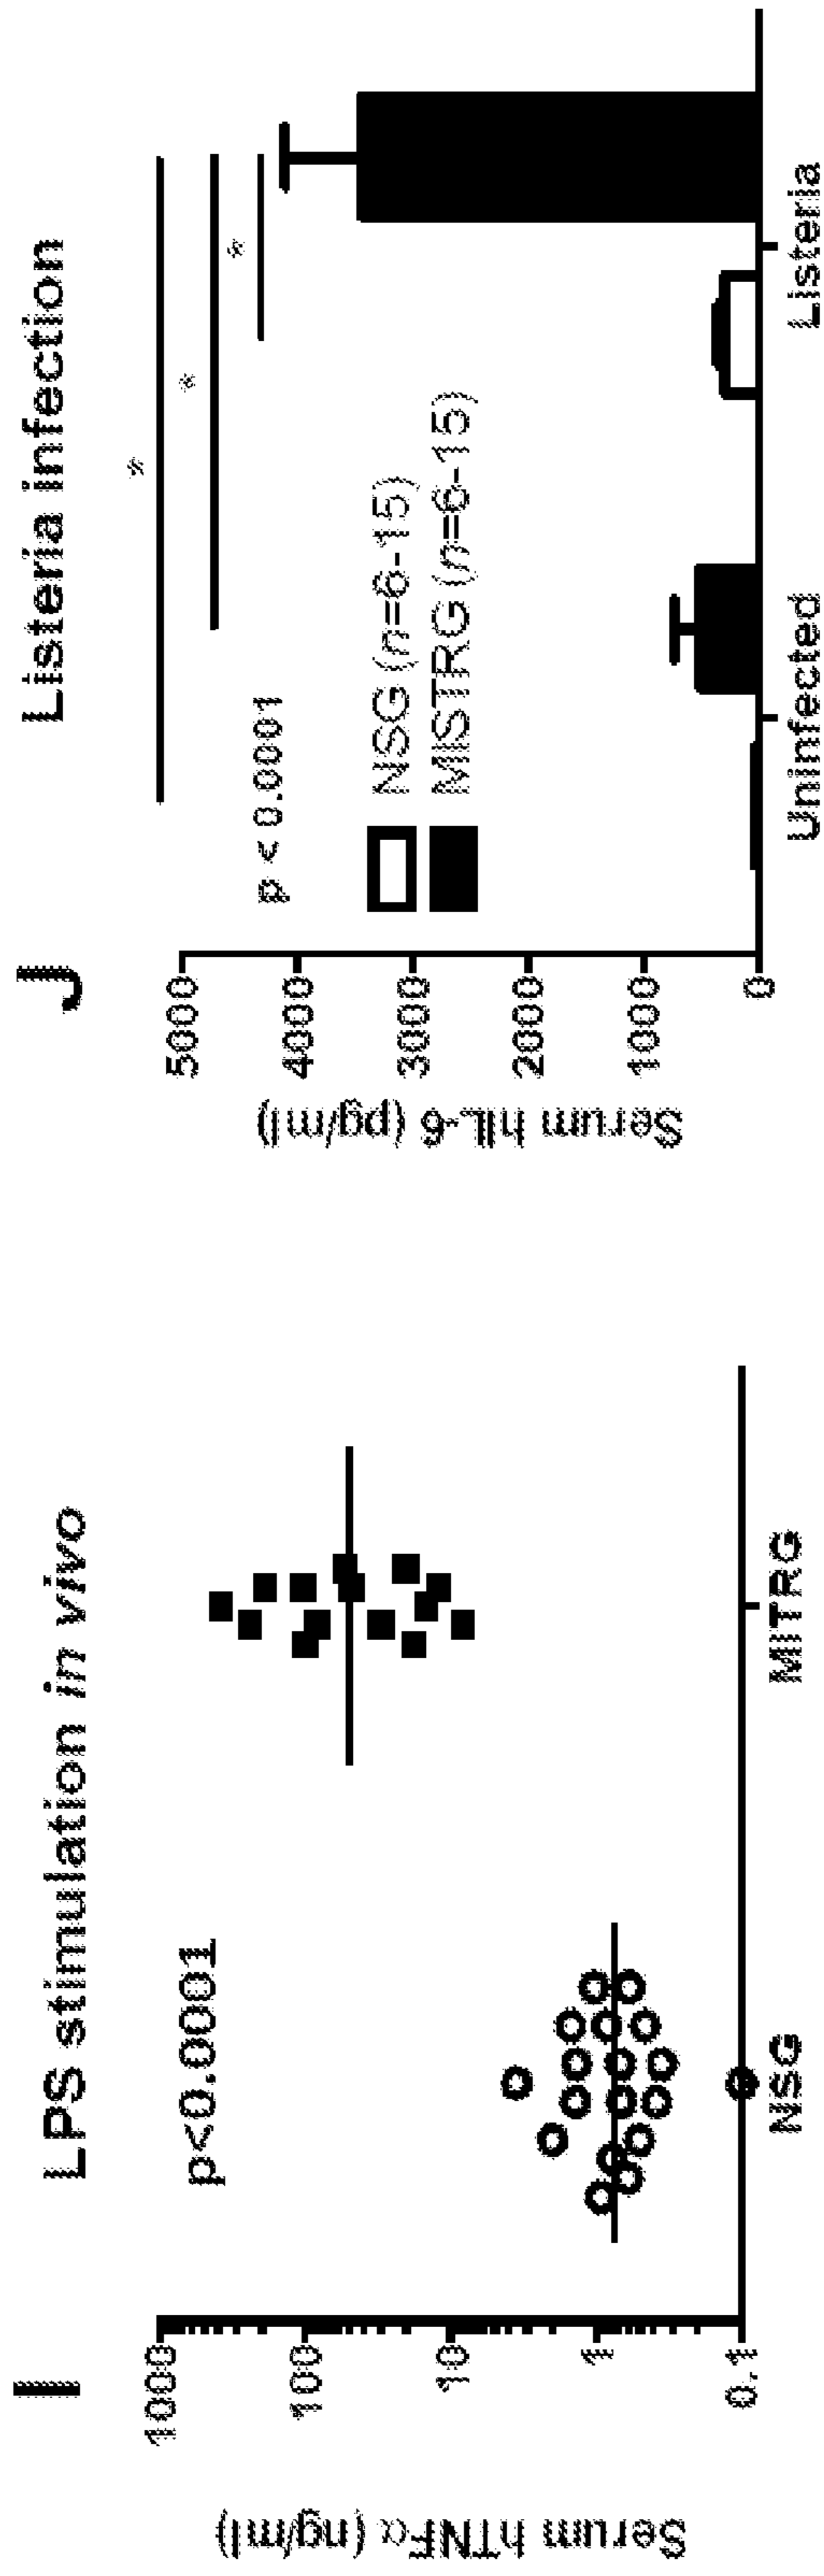 I
LPS stimulation in vivo
p<0.0001
Serum hTNFα (ng/ml)
1000
100
10
1
0.1
NSG
MITRG
J
Listeria infection
*
*
*
p < 0.0001
NSG (n=6-15)
MISTRG (n=6-15)
Serum hIL-6 (pg/ml)
5000
4000
3000
2000
1000
0
Uninfected
Listeria